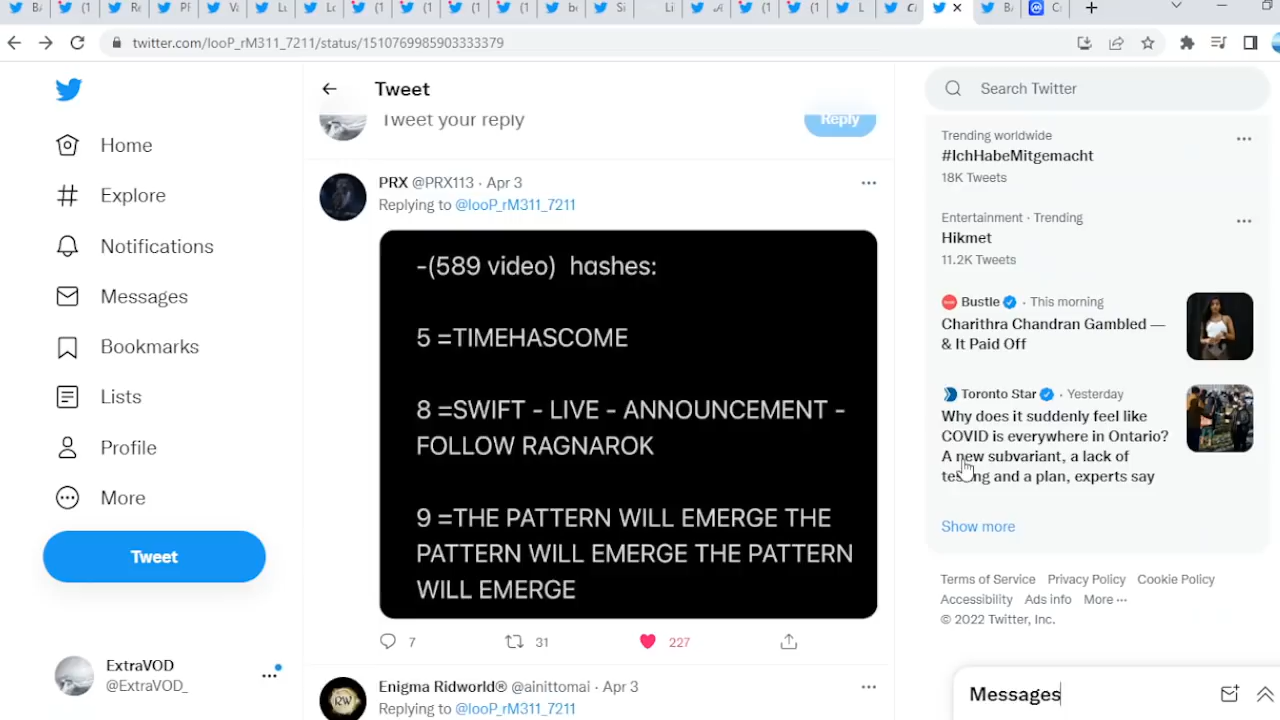 twitter.com/looP_rM311_7211/status/1510769985903333379
Home
Explore
Notifications
Messages
Bookmarks
Lists
Profile
More
Tweet
ExtraVOD
@ExtraVOD_
Tweet
Tweet your reply
Reply
PRX @PRX113 · Apr 3
Replying to @looP_rM311_7211
-(589 video) hashes:
5 =TIMEHASCOME
8 =SWIFT - LIVE - ANNOUNCEMENT -
FOLLOW RAGNAROK
9 =THE PATTERN WILL EMERGE THE
PATTERN WILL EMERGE THE PATTERN
WILL EMERGE
7
31
227
RW
Enigma Ridworld® @ainittomai · Apr 3
Replying to @looP_rM311_7211
Search Twitter
Trending worldwide
#IchHabeMitgemacht
18K Tweets
Entertainment · Trending
Hikmet
11.2K Tweets
Bustle · This morning
Charithra Chandran Gambled —
& It Paid Off
Toronto Star · Yesterday
Why does it suddenly feel like
COVID is everywhere in Ontario?
A new subvariant, a lack of
testing and a plan, experts say
Show more
Terms of Service Privacy Policy Cookie Policy
Accessibility Ads info More ···
© 2022 Twitter, Inc.
Messages